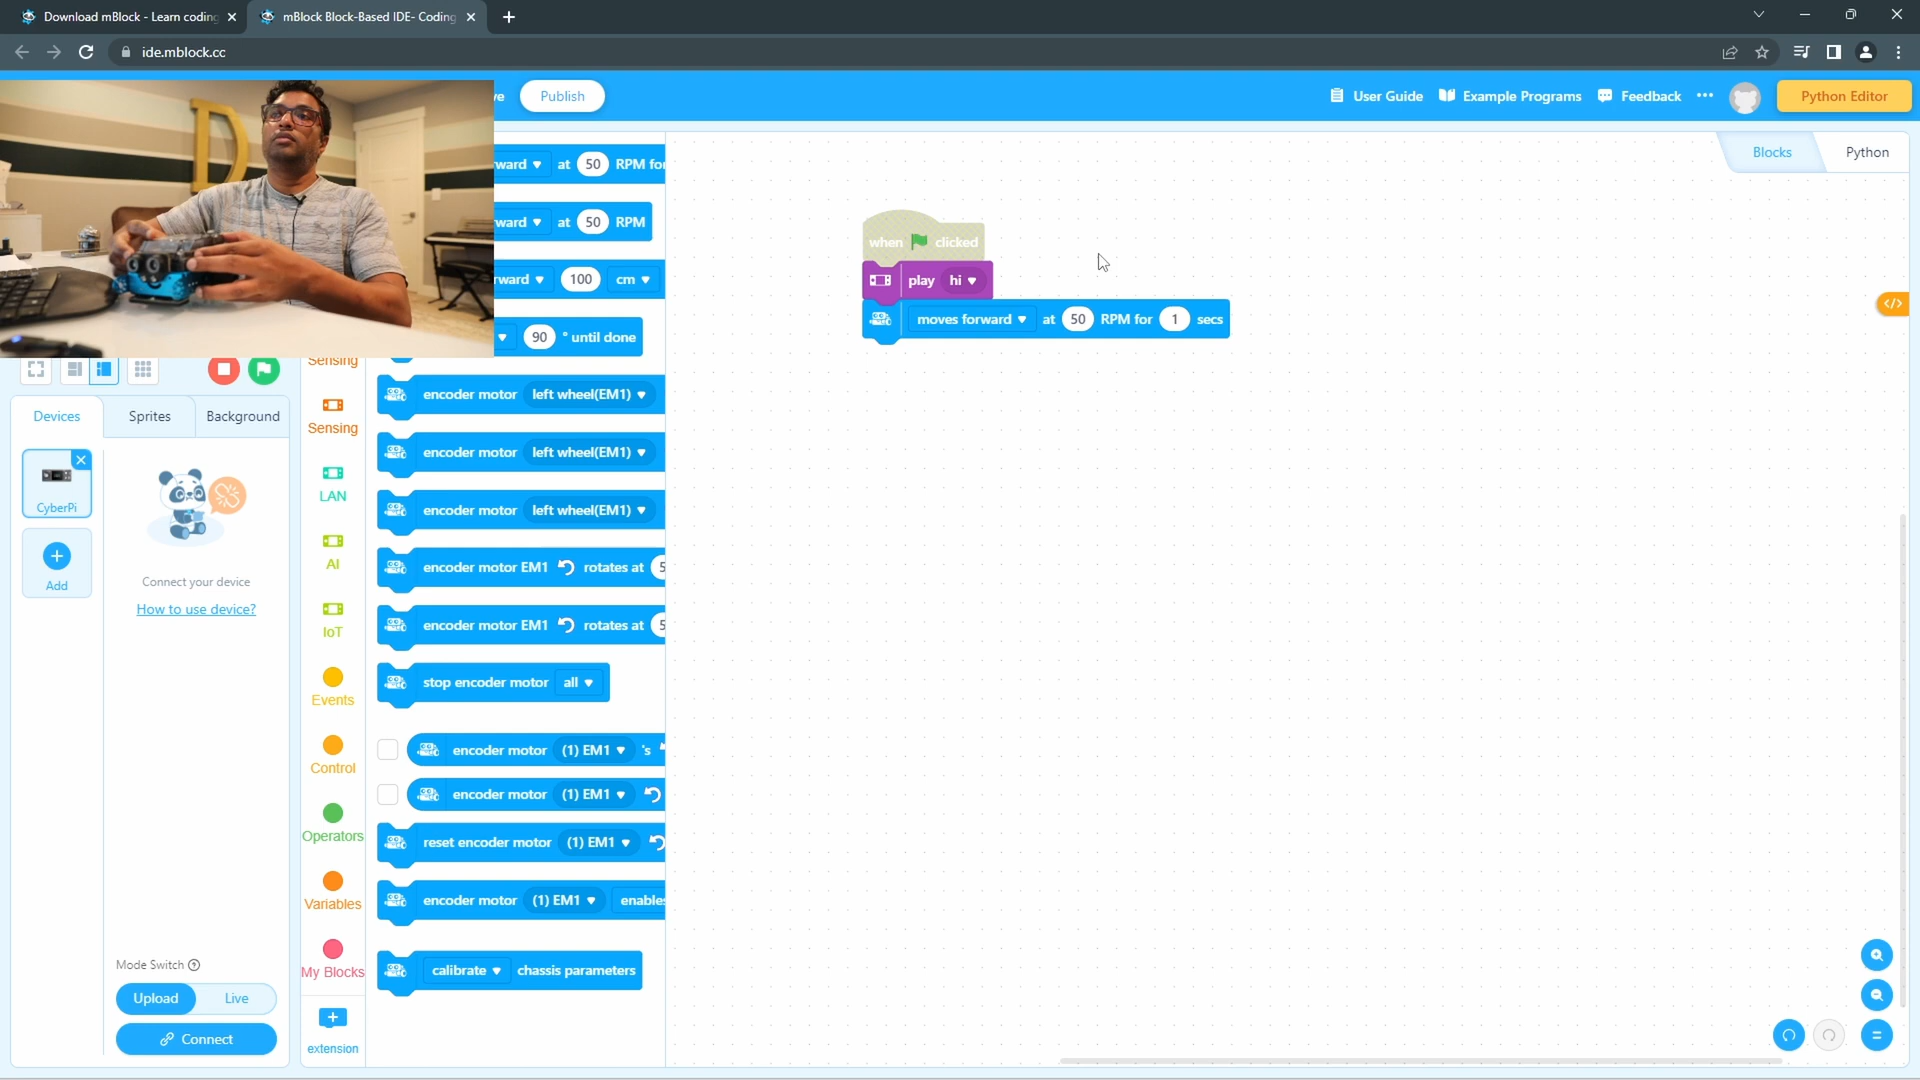 Download mBlock - Learn coding
mBlock Block-Based IDE- Coding
ide.mblock.cc
Publish
User Guide
Example Programs
Feedback
Python Editor
Blocks
Python
at 50 RPM for
at 50 RPM
100 cm
90 ° until done
Sensing
encoder motor left wheel(EM1)
encoder motor left wheel(EM1)
encoder motor left wheel(EM1)
encoder motor EM1 rotates at 5
encoder motor EM1 rotates at 5
stop encoder motor all
encoder motor (1) EM1 's
encoder motor (1) EM1
reset encoder motor (1) EM1
encoder motor (1) EM1 enables
calibrate chassis parameters
when clicked
play hi
moves forward at 50 RPM for 1 secs
Devices
Sprites
Background
CyberPi
Add
Connect your device
How to use device?
Mode Switch
Upload
Live
Connect
Sensing
LAN
AI
IoT
Events
Control
Operators
Variables
My Blocks
extension